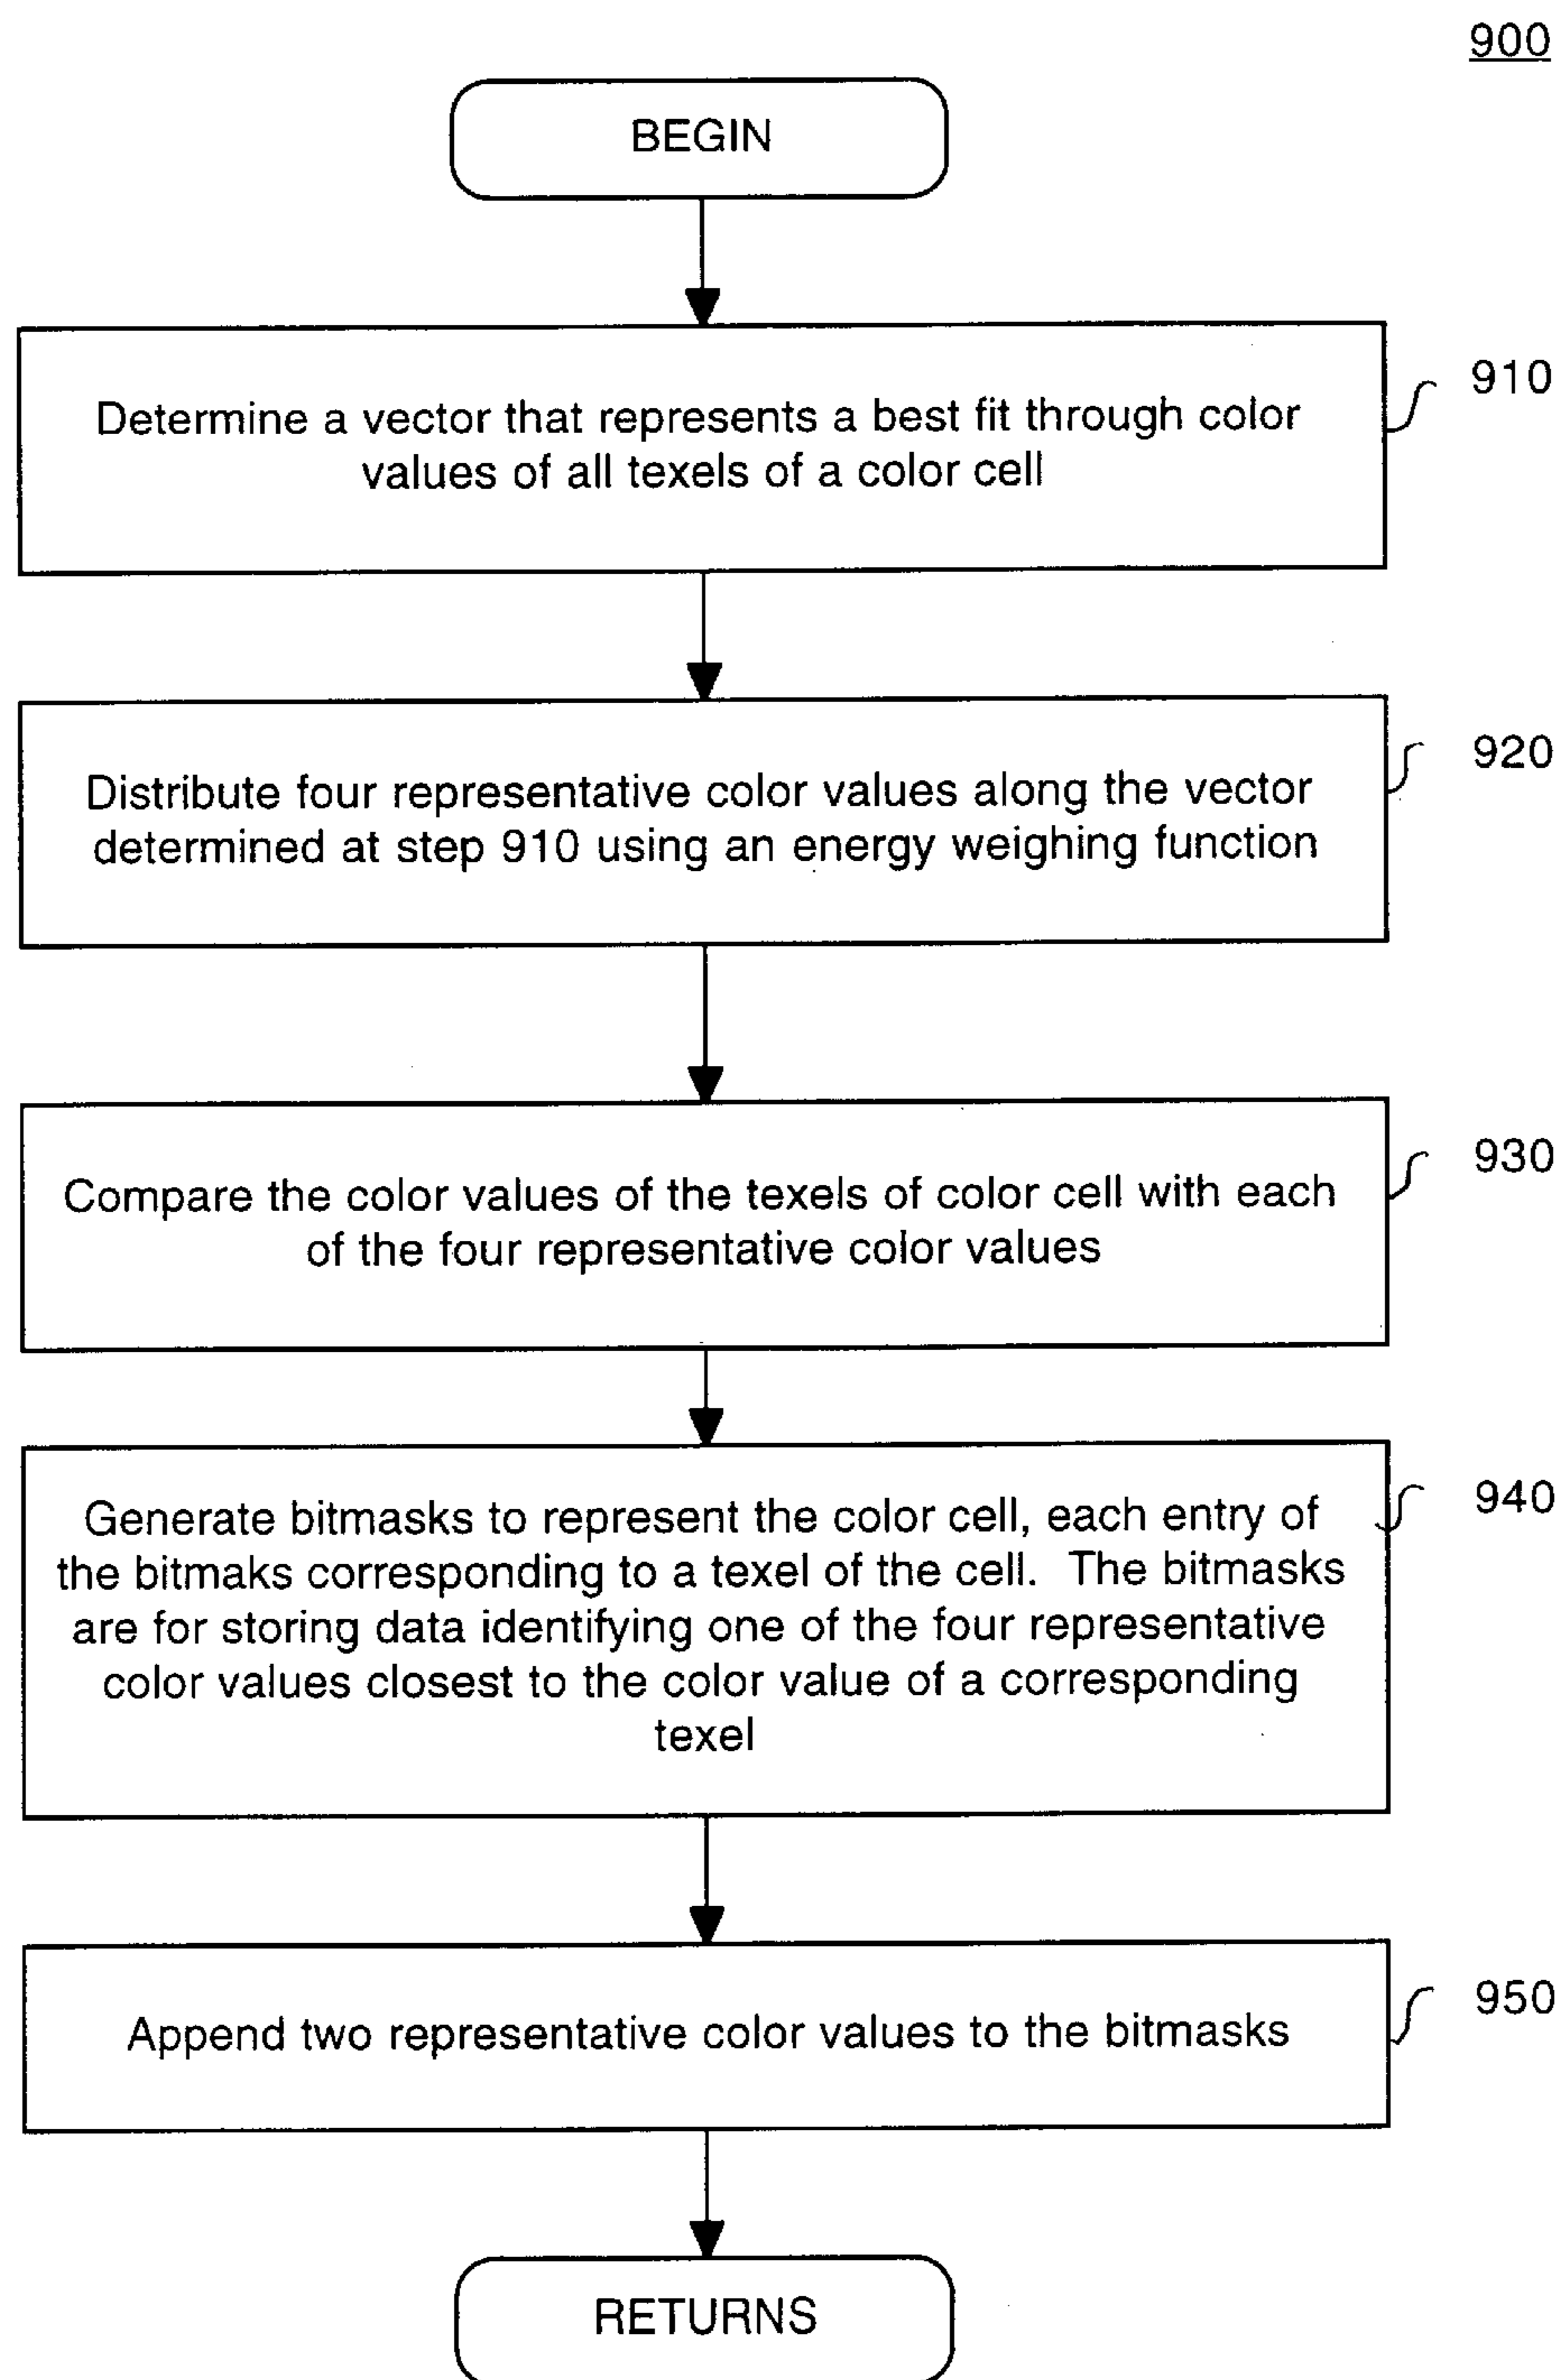 900
BEGIN
910
Determine a vector that represents a best fit through color
values of all texels of a color cell
920
Distribute four representative color values along the vector
determined at step 910 using an energy weighing function
930
Compare the color values of the texels of color cell with each
of the four representative color values
940
Generate bitmasks to represent the color cell, each entry of
the bitmaks corresponding to a texel of the cell.  The bitmasks
are for storing data identifying one of the four representative
color values closest to the color value of a corresponding
texel
950
Append two representative color values to the bitmasks
RETURNS